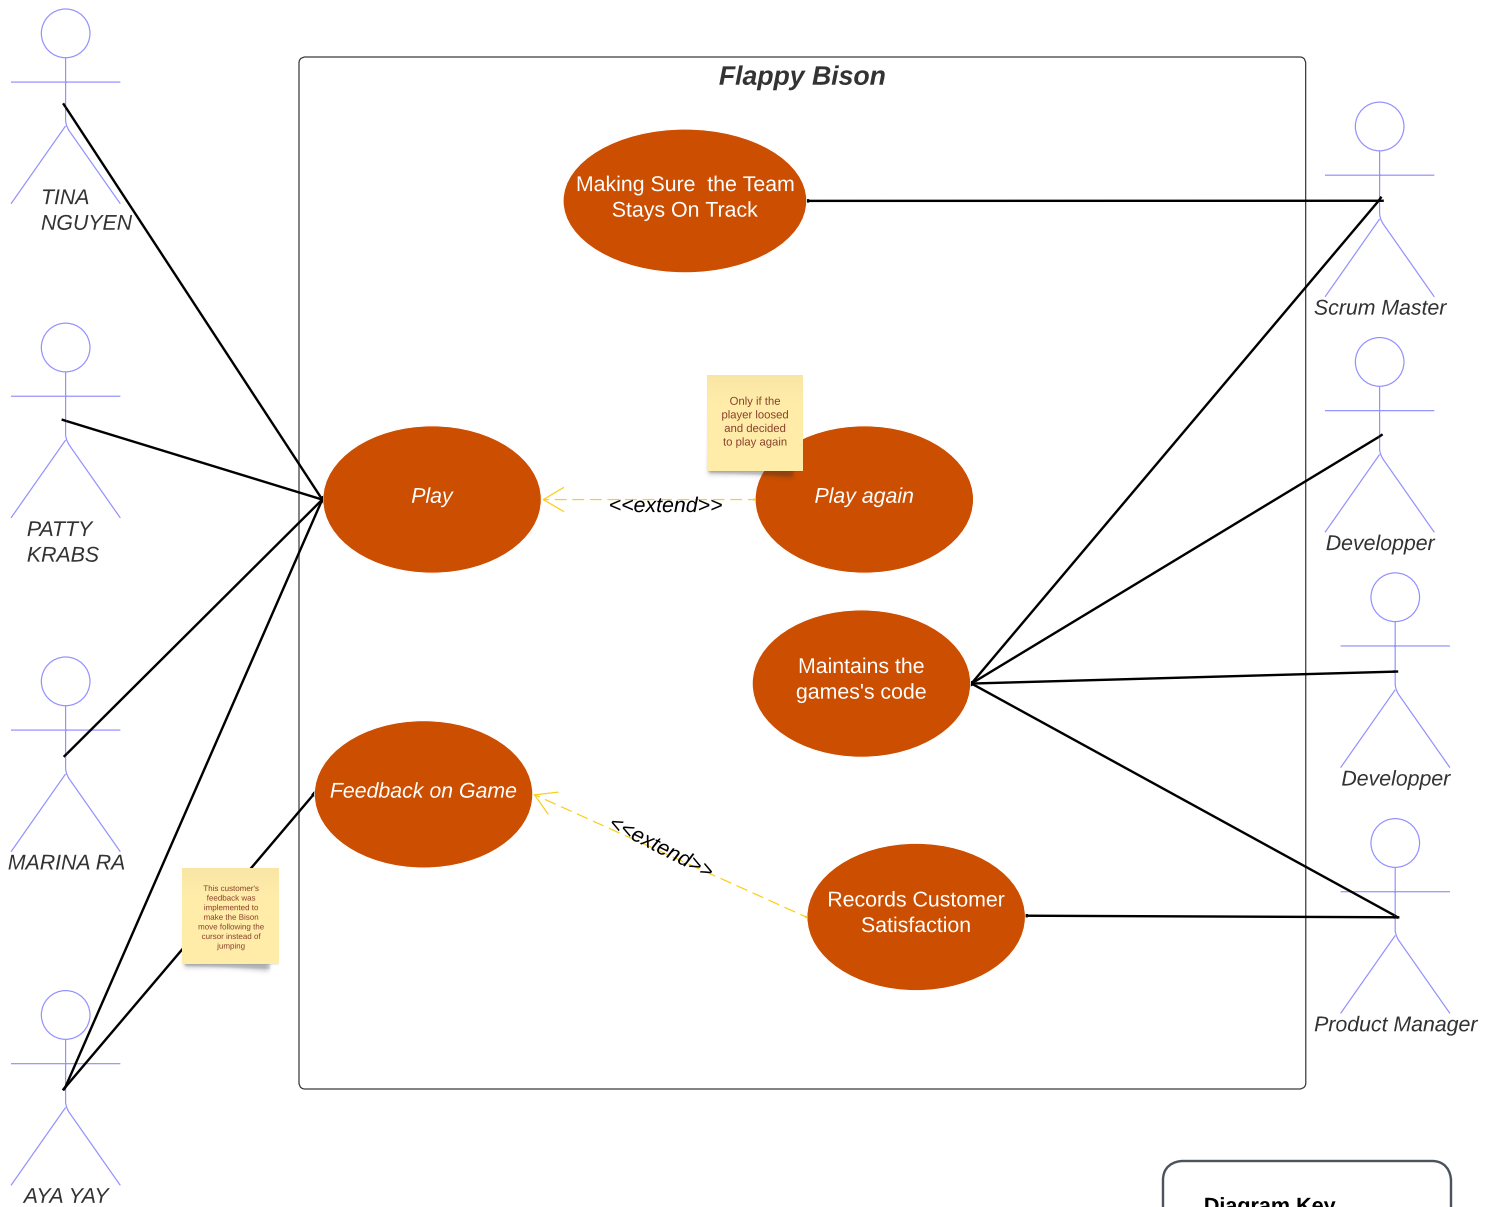 Flappy Bison
TINA
NGUYEN
Making Sure  the Team
Stays On Track
Scrum Master
Only if the
player loosed
and decided
to play again
PATTY
KRABS
Play
<<extend>>
Play again
Developper
Maintains the
games's code
Developper
Feedback on Game
<<extend>>
MARINA RA
This customer's
feedback was
implemented to
make the Bison
move following the
cursor instead of
jumping
Records Customer
Satisfaction
Product Manager
AYA YAY
Diagram Key